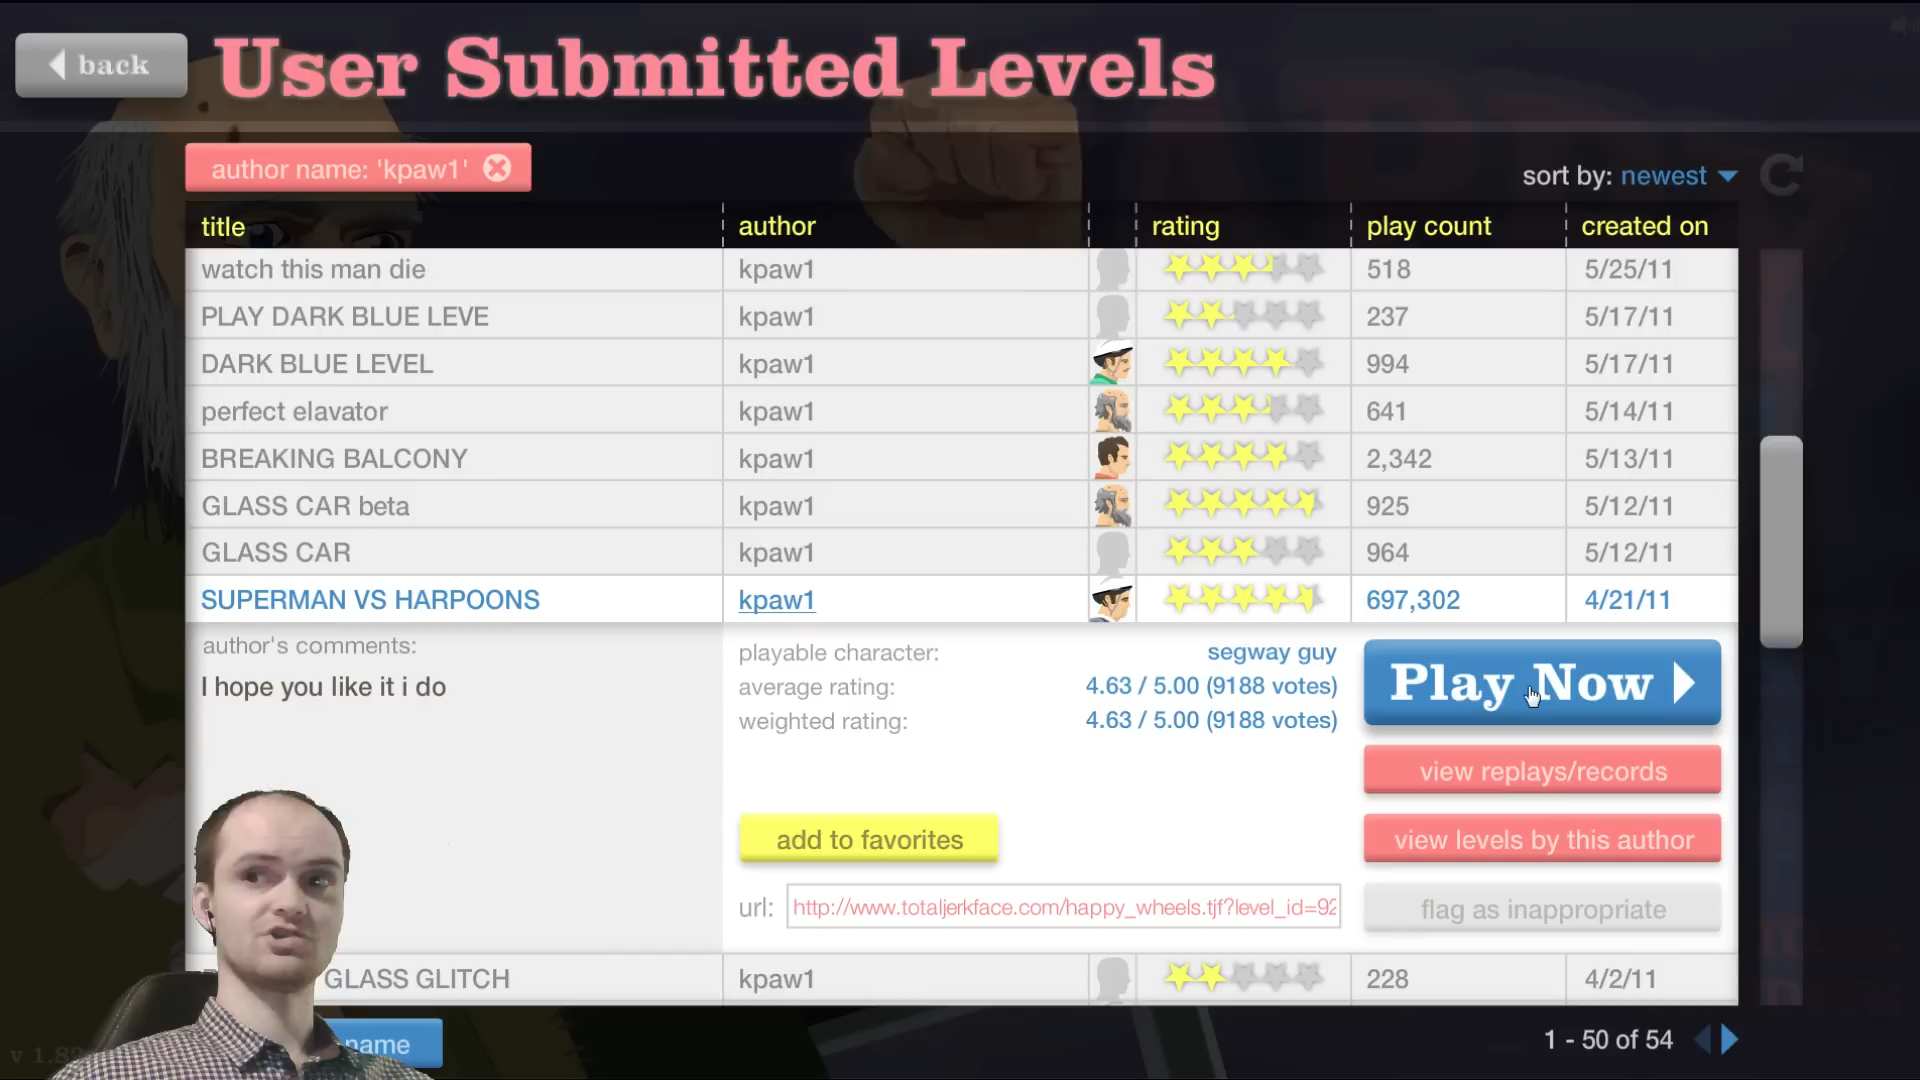 back
User Submitted Levels
author name: 'kpaw1'
sort by: newest
title author rating play count created on
watch this man die kpaw1 518 5/25/11
PLAY DARK BLUE LEVE kpaw1 237 5/17/11
DARK BLUE LEVEL kpaw1 994 5/17/11
perfect elavator kpaw1 641 5/14/11
BREAKING BALCONY kpaw1 2,342 5/13/11
GLASS CAR beta kpaw1 925 5/12/11
GLASS CAR kpaw1 964 5/12/11
SUPERMAN VS HARPOONS kpaw1 697,302 4/21/11
author's comments:
I hope you like it i do
playable character: segway guy
average rating: 4.63 / 5.00 (9188 votes)
weighted rating: 4.63 / 5.00 (9188 votes)
Play Now
view replays/records
add to favorites
view levels by this author
url: http://www.totaljerkface.com/happy_wheels.tjf?level_id=92
flag as inappropriate
GLASS GLITCH kpaw1 228 4/2/11
name
1 - 50 of 54